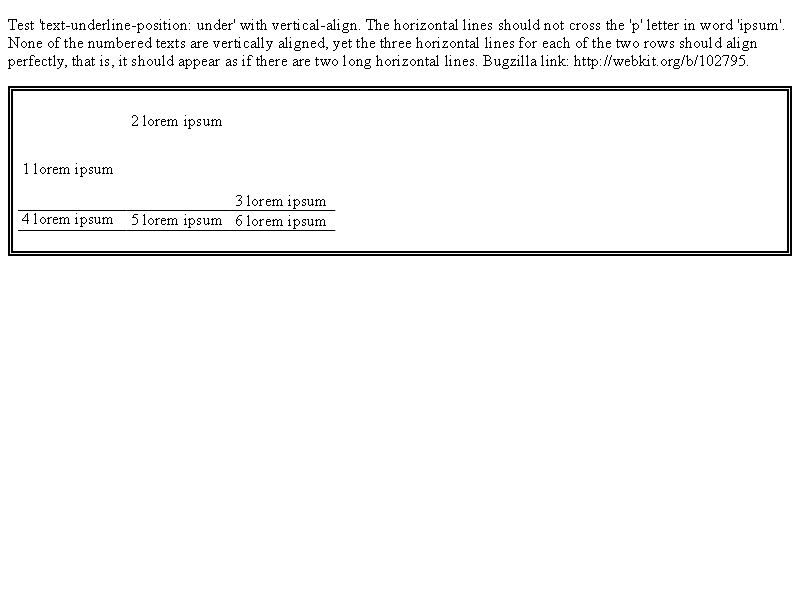 Test 'text-underline-position: under' with vertical-align. The horizontal lines should not cross the 'p' letter in word 'ipsum'.
None of the numbered texts are vertically aligned, yet the three horizontal lines for each of the two rows should align
perfectly, that is, it should appear as if there are two long horizontal lines. Bugzilla link: http://webkit.org/b/102795.
2 lorem ipsum
1 lorem ipsum
3 lorem ipsum
4 lorem ipsum 5 lorem ipsum 6 lorem ipsum